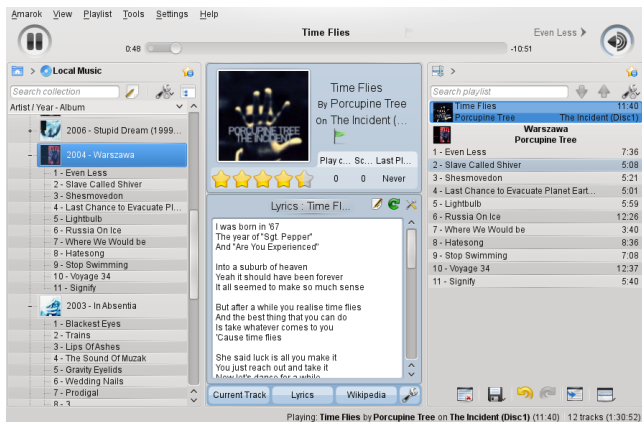 Amarok View Playlist Tools Settings Help
Time Flies
Even Less
0:48
-10:51
Local Music
Search collection
Artist / Year - Album
2006 - Stupid Dream (1999...
2004 - Warszawa
1 - Even Less
2 - Slave Called Shiver
3 - Shesmovedon
4 - Last Chance to Evacuate Pl...
5 - Lightbulb
6 - Russia On Ice
7 - Where We Would be
8 - Hatesong
9 - Stop Swimming
10 - Voyage 34
11 - Signify
2003 - In Absentia
1 - Blackest Eyes
2 - Trains
3 - Lips Of Ashes
4 - The Sound Of Muzak
5 - Gravity Eyelids
6 - Wedding Nails
7 - Prodigal
8 - 3
PORCUPINE TREE
THE INCIDENT
Time Flies
By Porcupine Tree
on The Incident (...
Play c... Sc... Last Pl...
0 0 Never
Lyrics : Time Fl...
I was born in '67
The year of "Sgt. Pepper"
And "Are You Experienced"
Into a suburb of heaven
Yeah it should have been forever
It all seemed to make so much sense
But after a while you realise time flies
And the best thing that you can do
Is take whatever comes to you
'Cause time flies
She said luck is all you make it
You just reach out and take it
Now let's dance for a while
Current Track Lyrics Wikipedia
Search playlist
Time Flies 11:40
Porcupine Tree The Incident (Disc1)
Warszawa
Porcupine Tree
1 - Even Less 7:36
2 - Slave Called Shiver 5:08
3 - Shesmovedon 5:21
4 - Last Chance to Evacuate Planet Eart... 5:01
5 - Lightbulb 5:59
6 - Russia On Ice 12:26
7 - Where We Would be 3:40
8 - Hatesong 8:36
9 - Stop Swimming 7:08
10 - Voyage 34 12:37
11 - Signify 5:40
Playing: Time Flies by Porcupine Tree on The Incident (Disc1) (11:40) 12 tracks (1:30:52)